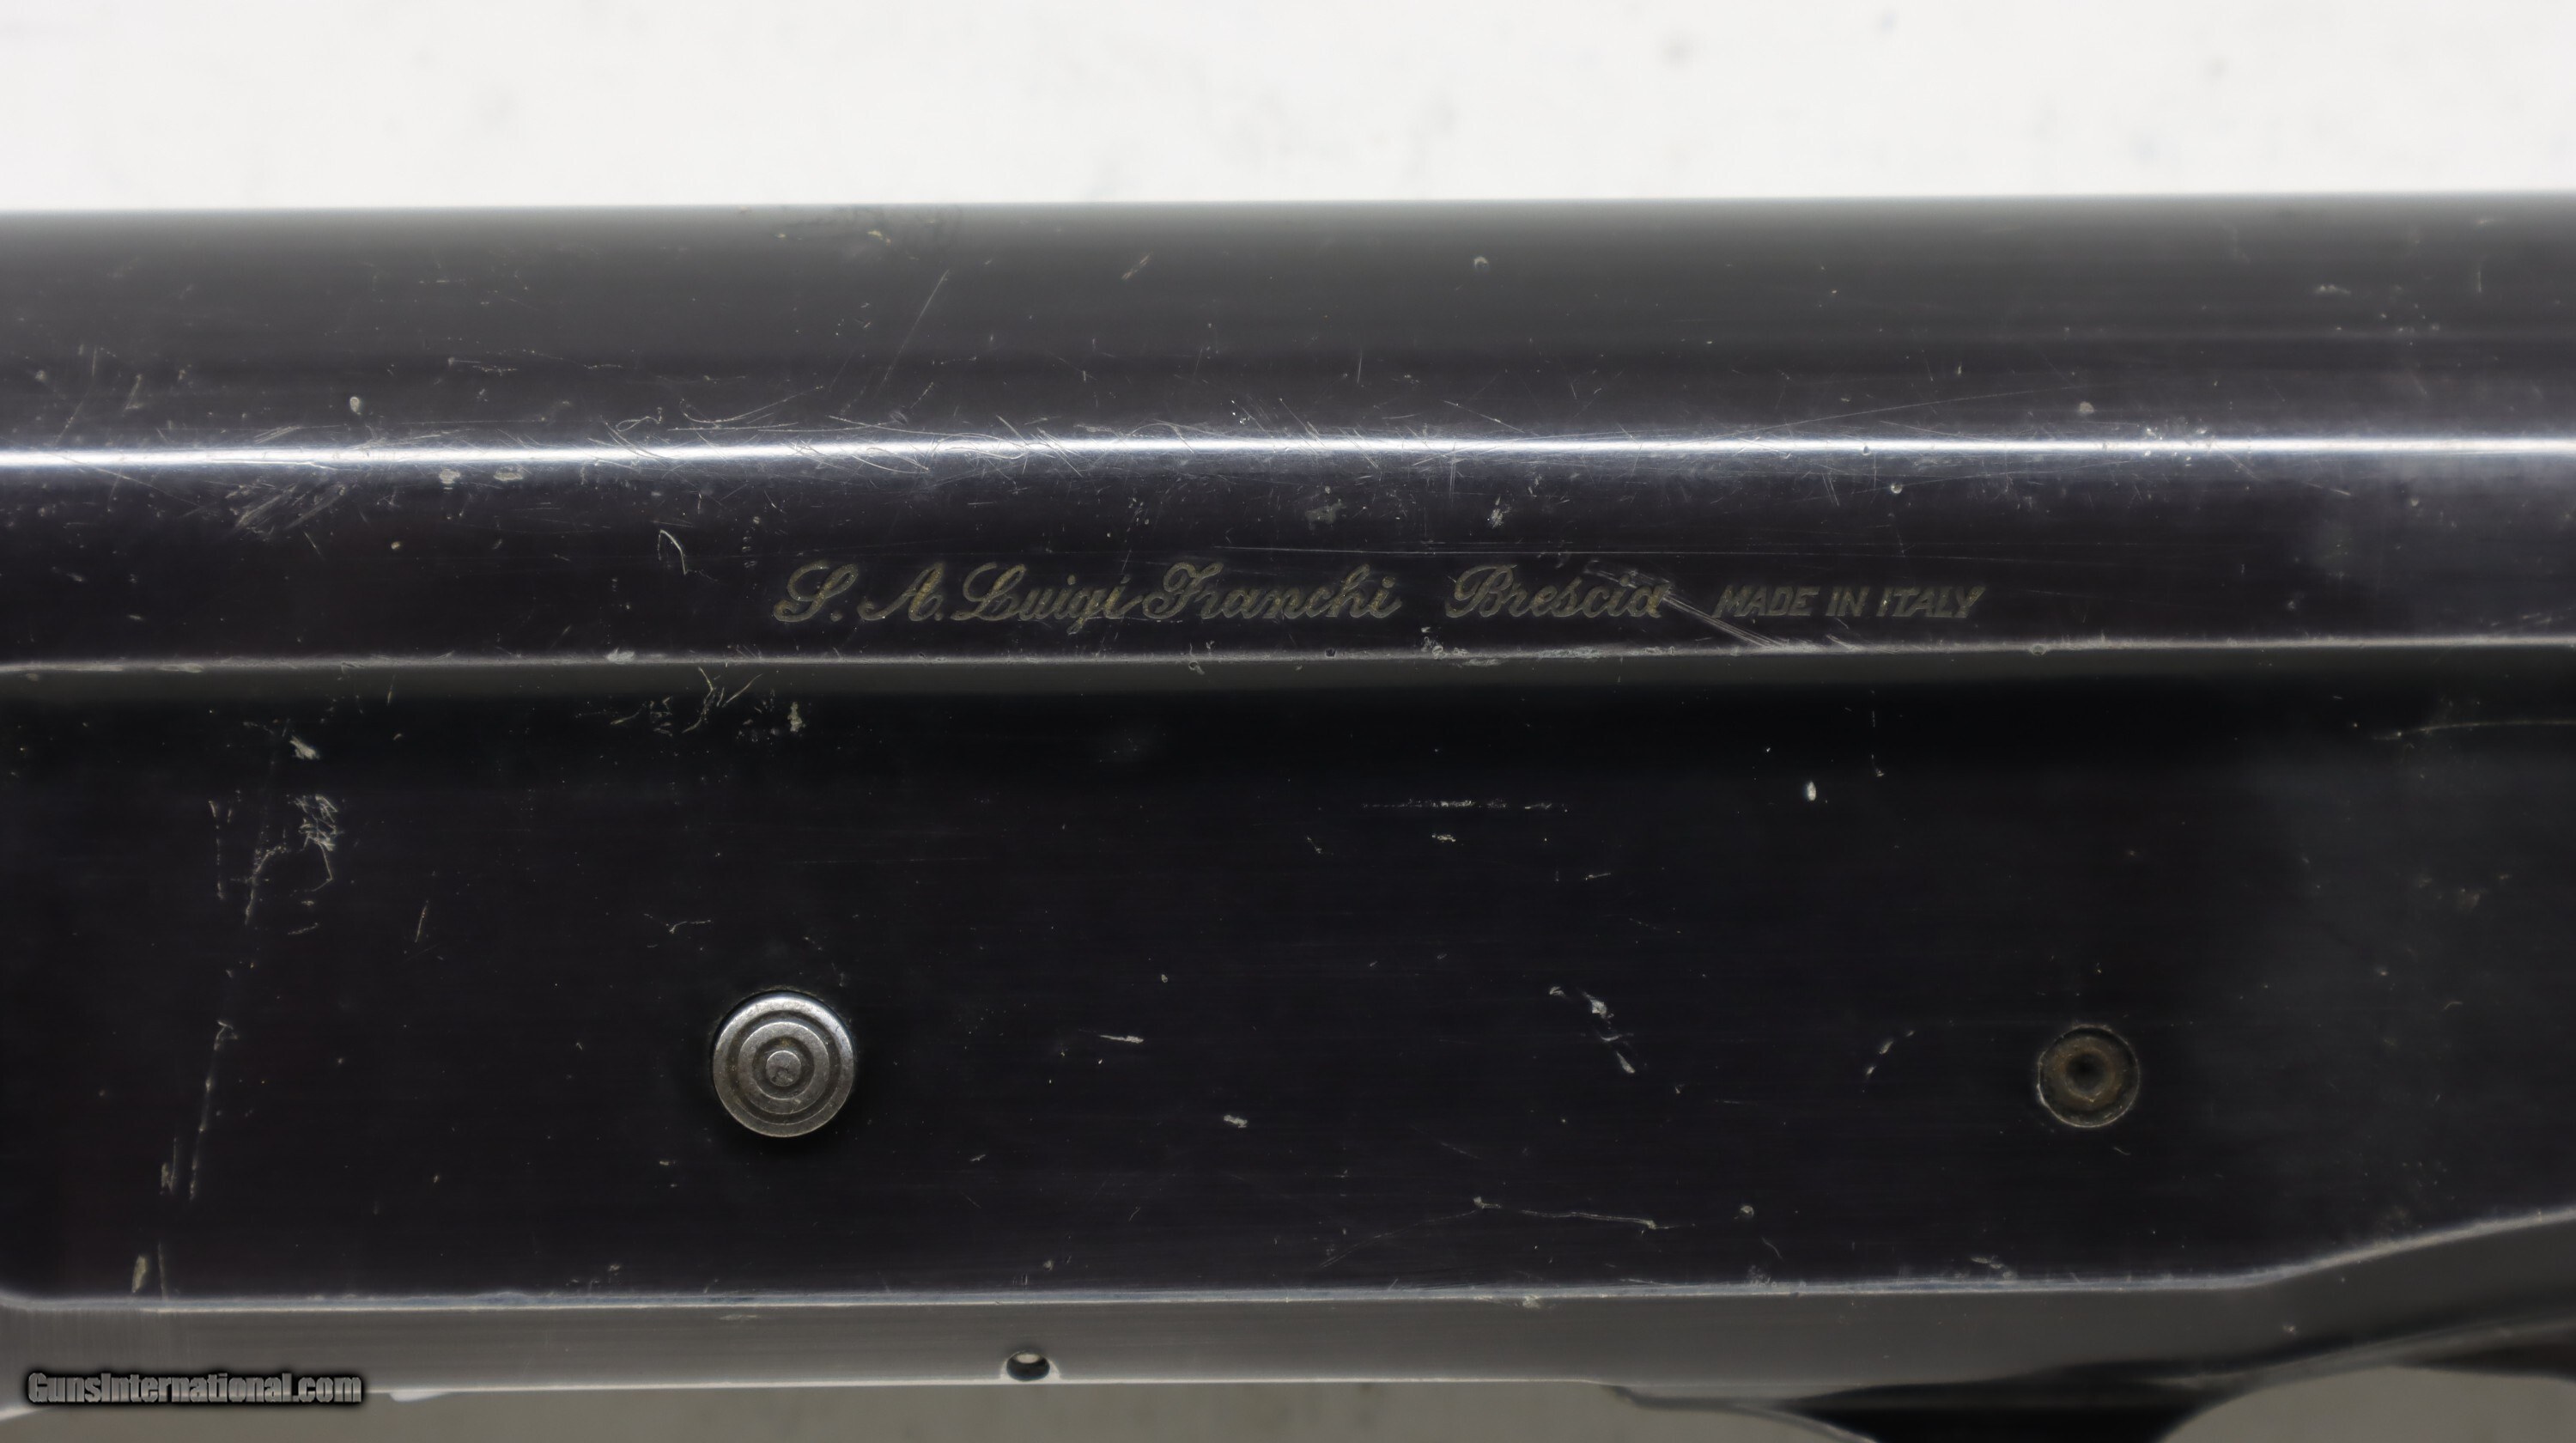 S. A. Luigi Franchi Brescia MADE IN ITALY
GunsInternational.com